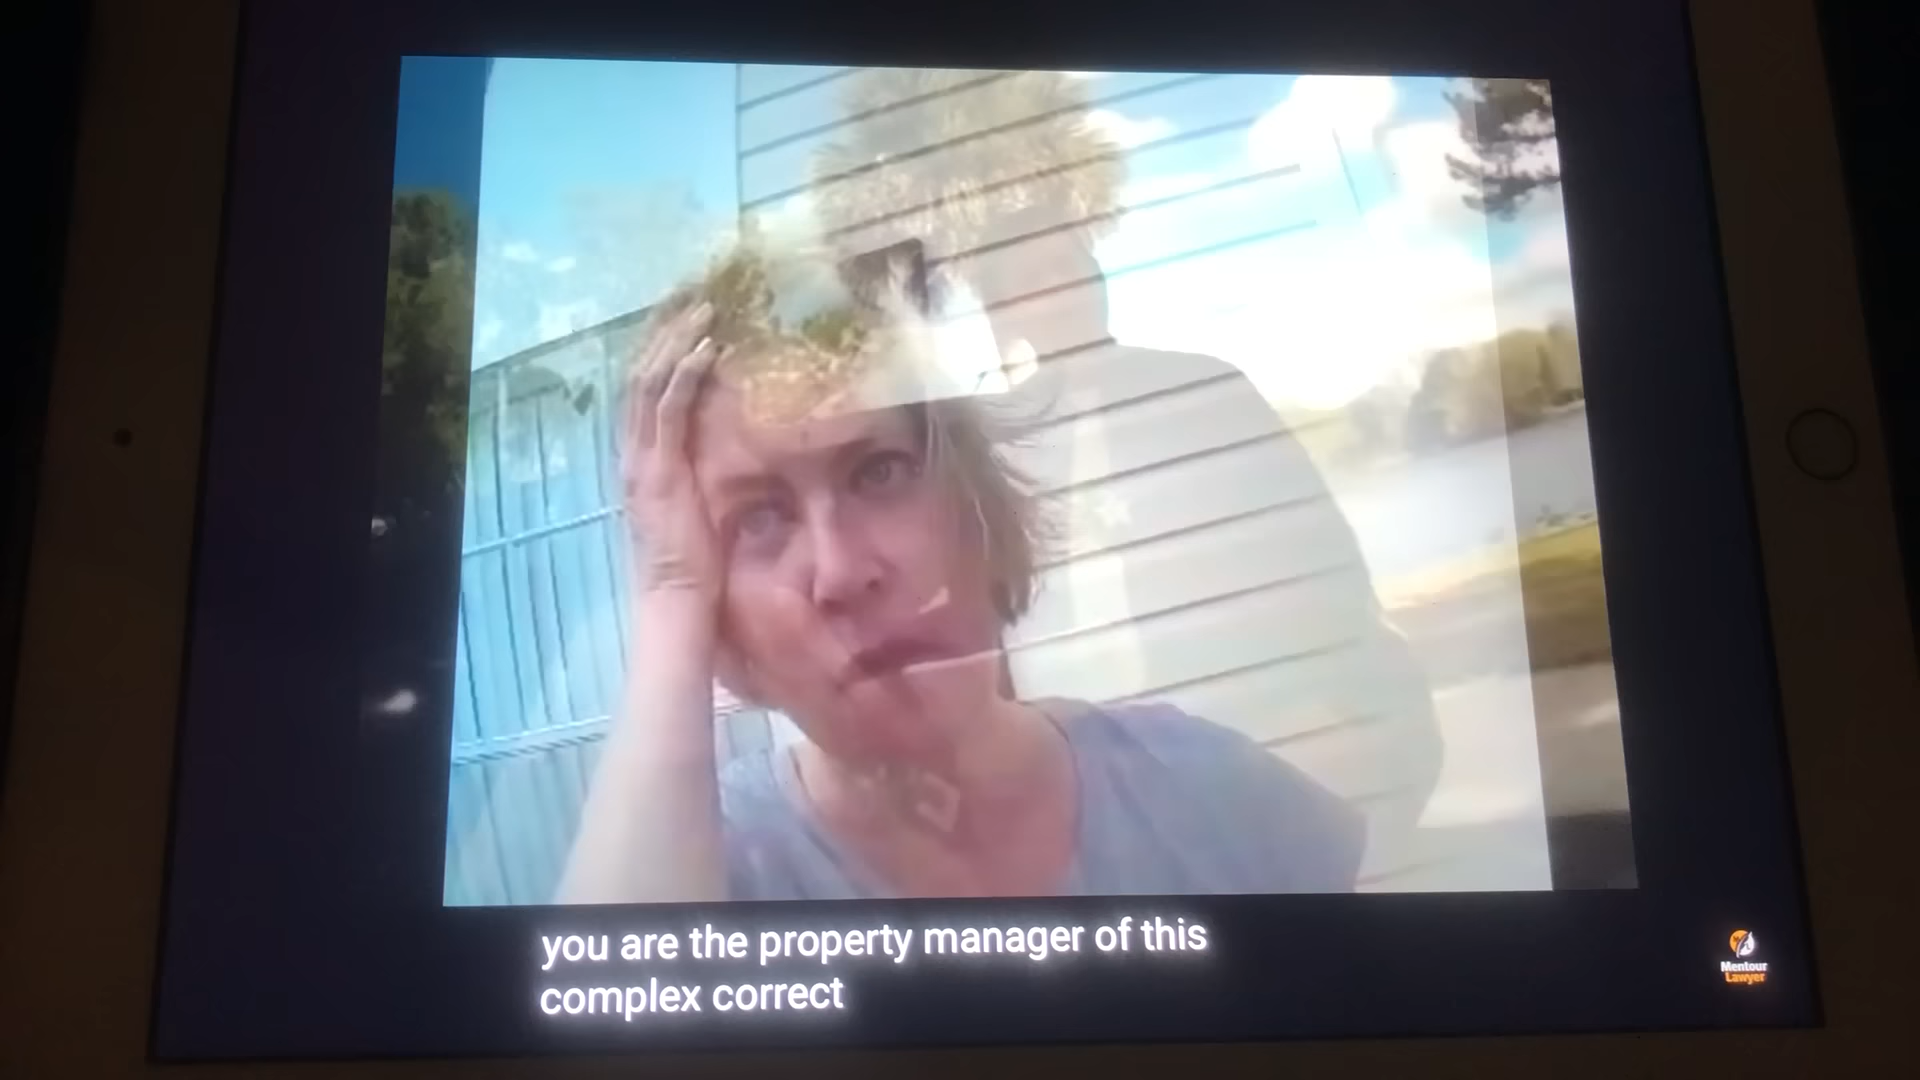 you are the property manager of this
complex correct
Mentour
Lawyer